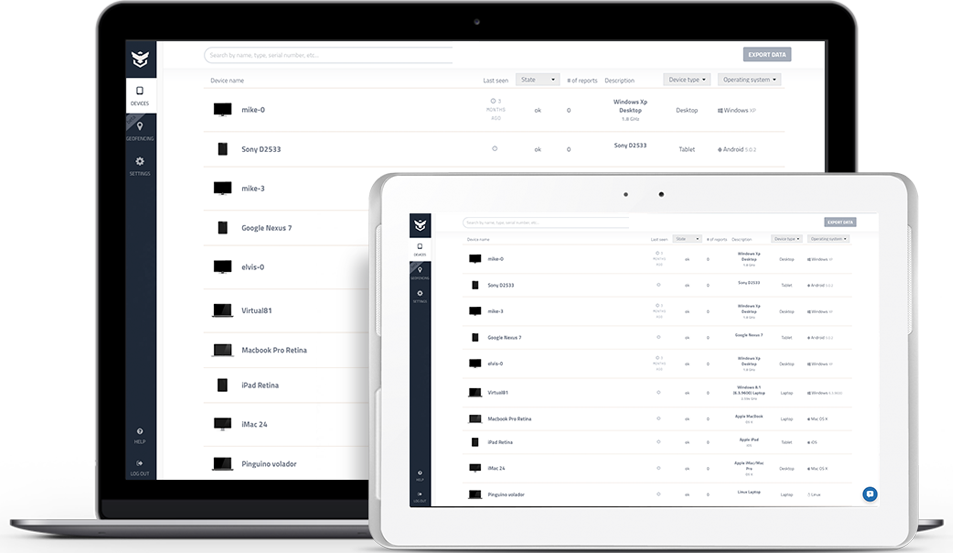 Search by name, type, serial number, etc...
EXPORT DATA
Device name
Last seen
State
# of reports
Description
Device type
Operating system
DEVICES
GEOFENCING
SETTINGS
HELP
LOG OUT
mike-0
3 MONTHS AGO
ok
0
Windows Xp
Desktop
1.8 GHz
Desktop
Windows XP
Sony D2533
ok
0
Sony D2533
Tablet
Android 5.0.2
mike-3
Google Nexus 7
elvis-0
Virtual81
Macbook Pro Retina
iPad Retina
iMac 24
Pinguino volador
Search by name, type, serial number, etc...
EXPORT DATA
Device name
Last seen
State
# of reports
Description
Device type
Operating system
DEVICES
GEOFENCING
SETTINGS
HELP
LOG OUT
mike-0
3 MONTHS AGO
ok
0
Windows Xp
Desktop
1.8 GHz
Desktop
Windows XP
Sony D2533
ok
0
Sony D2533
Tablet
Android 5.0.2
mike-3
3 MONTHS AGO
ok
0
Windows Xp
Desktop
1.8 GHz
Desktop
Windows XP
Google Nexus 7
ok
0
Google Nexus 7
Tablet
Android
elvis-0
MONTHS AGO
ok
0
Windows Xp
Desktop
1.8 GHz
Desktop
Windows XP
Virtual81
ok
0
Windows 8.1
(6.3.9600) Laptop
Laptop
Windows
Macbook Pro Retina
ok
0
Apple MacBook
OS X
Laptop
Mac OS X
iPad Retina
ok
0
Apple iPad
iOS
Tablet
iOS
iMac 24
ok
0
Apple iMac/Mac
Pro
OS X
Desktop
Mac OS X
Pinguino volador
ok
0
Linux Laptop
Laptop
Linux